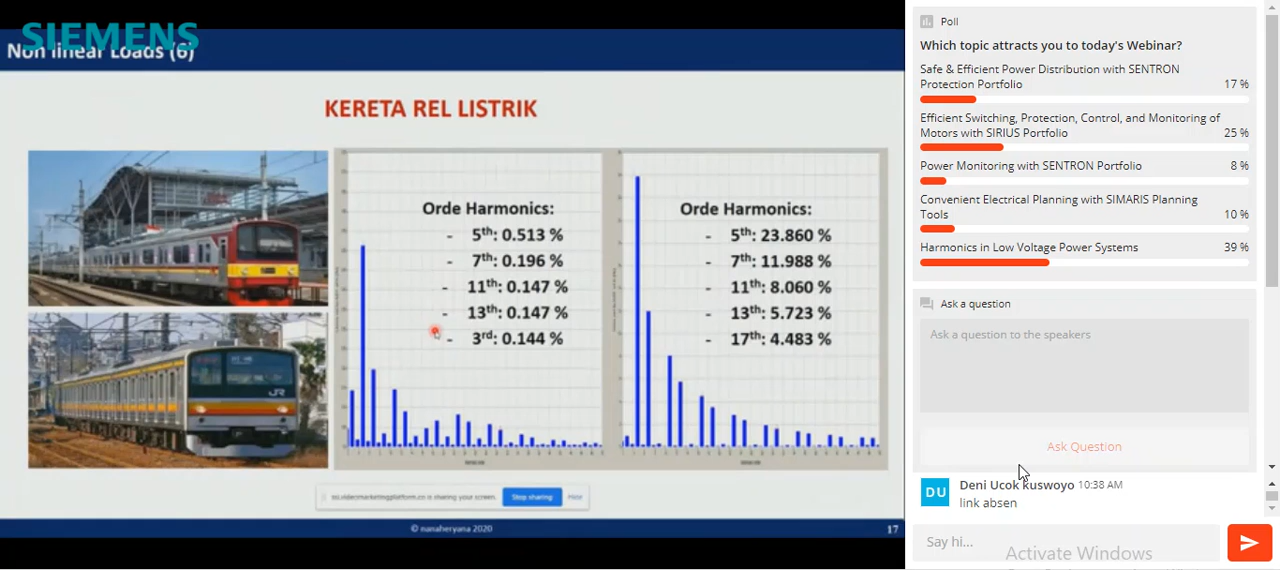 SIEMENS
Non linear Loads (6)
KERETA REL LISTRIK
JR
Orde Harmonics:
- 5th: 0.513 %
- 7th: 0.196 %
- 11th: 0.147 %
- 13th: 0.147 %
- 3rd: 0.144 %
Orde Harmonics:
- 5th: 23.860 %
- 7th: 11.988 %
- 11th: 8.060 %
- 13th: 5.723 %
- 17th: 4.483 %
is sharing your screen.
Stop sharing
Hide
© nanaheryana 2020
17
Poll
Which topic attracts you to today's Webinar?
Safe & Efficient Power Distribution with SENTRON
Protection Portfolio 17 %
Efficient Switching, Protection, Control, and Monitoring of
Motors with SIRIUS Portfolio 25 %
Power Monitoring with SENTRON Portfolio 8 %
Convenient Electrical Planning with SIMARIS Planning
Tools 10 %
Harmonics in Low Voltage Power Systems 39 %
Ask a question
Ask a question to the speakers
Ask Question
DU
Deni Ucok Kuswoyo 10:38 AM
link absen
Say hi...
Activate Windows